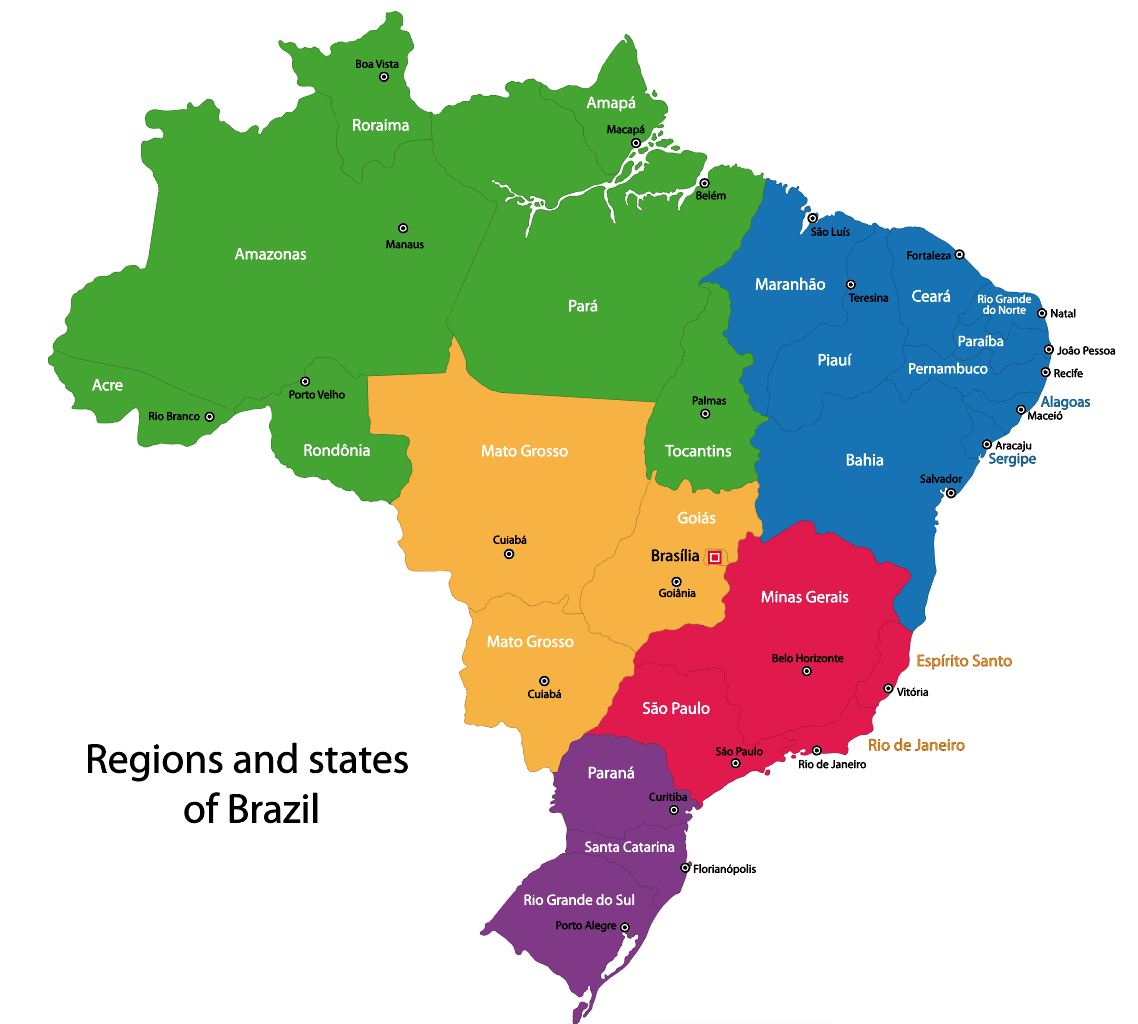 Boa Vista
Roraima
Amapá
Macapá
Belém
Manaus
Amazonas
São Luís
Fortaleza
Maranhão
Teresina
Ceará
Rio Grande
do Norte
Natal
Pará
Paraíba
João Pessoa
Piauí
Pernambuco
Recife
Acre
Porto Velho
Rio Branco
Palmas
Alagoas
Maceió
Rondônia
Mato Grosso
Tocantins
Bahia
Aracaju
Sergipe
Salvador
Goiás
Cuiabá
Brasília
Goiânia
Minas Gerais
Mato Grosso
Belo Horizonte
Espírito Santo
Cuiabá
Vitória
São Paulo
São Paulo
Rio de Janeiro
Rio de Janeiro
Regions and states
of Brazil
Paraná
Curitiba
Santa Catarina
Florianópolis
Rio Grande do Sul
Porto Alegre